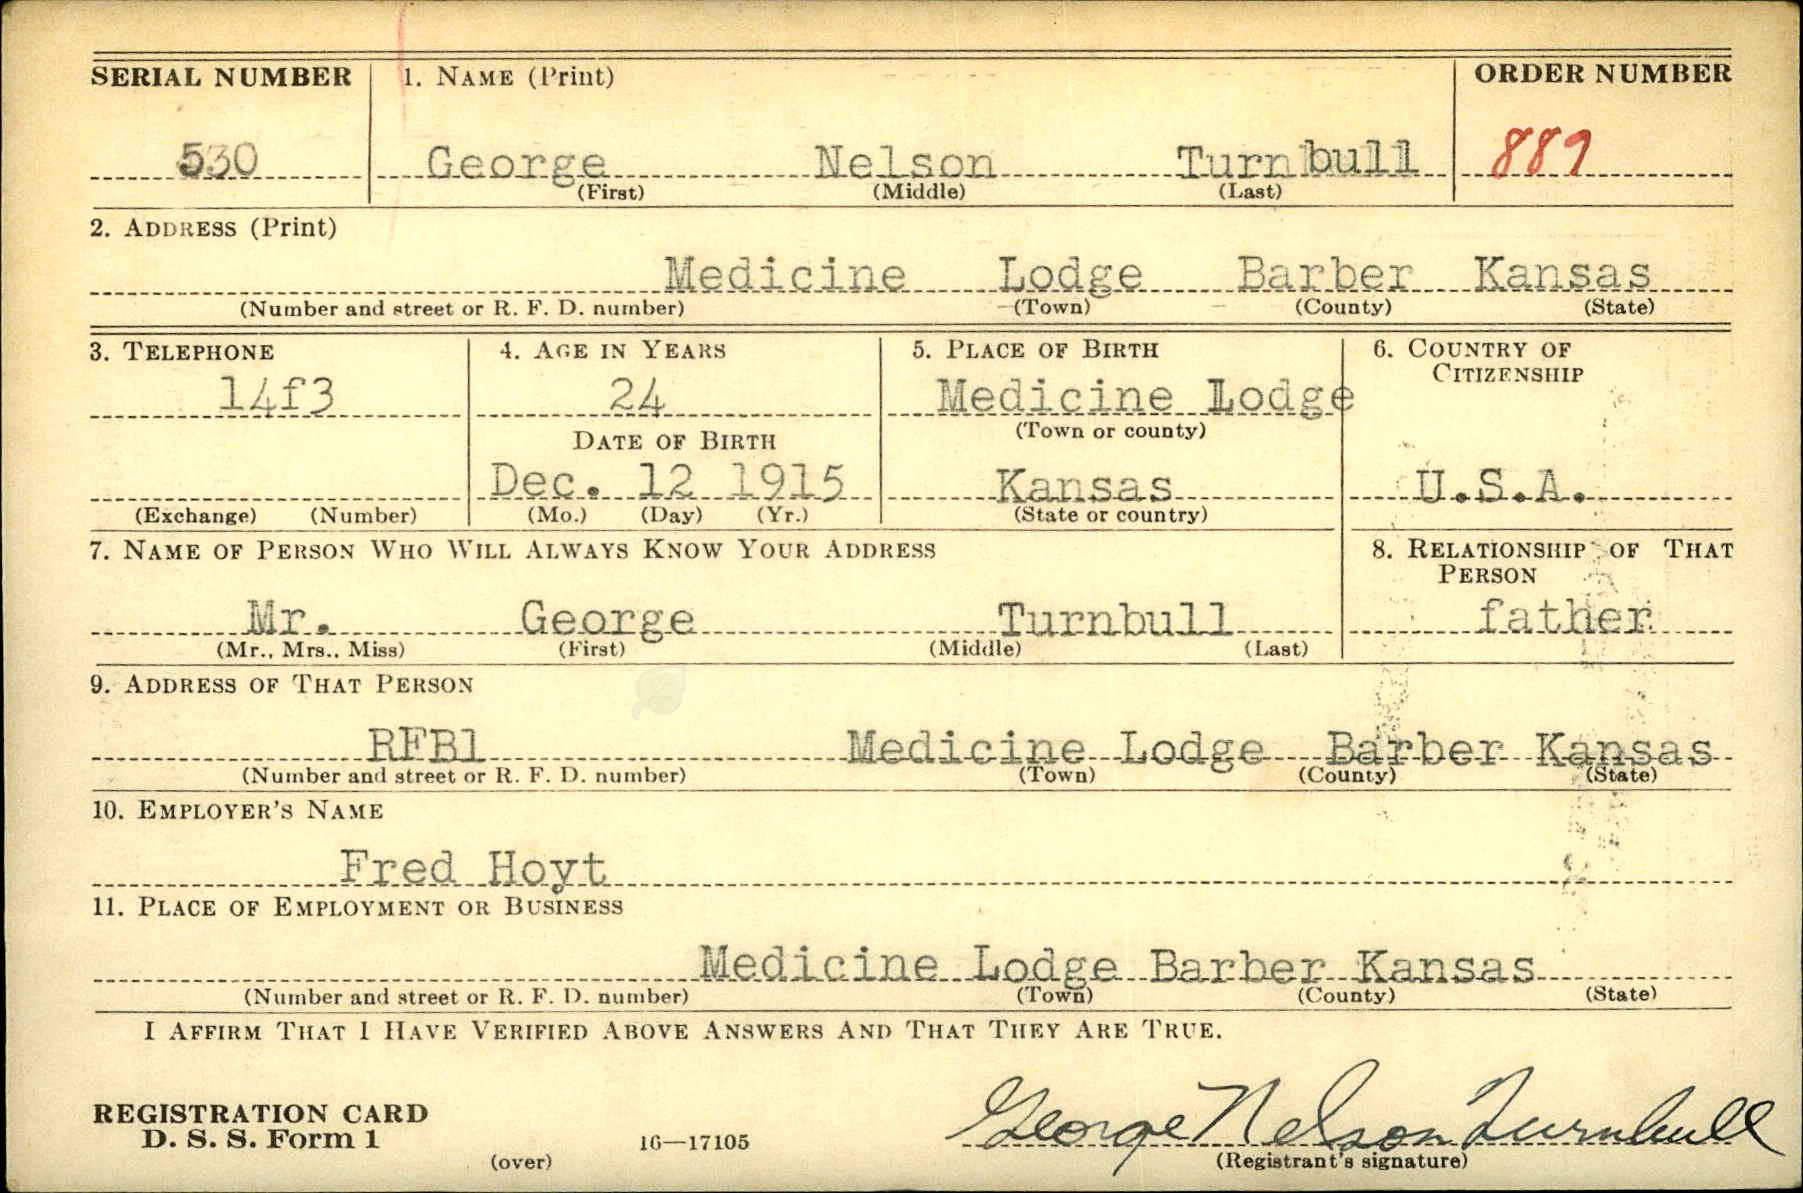 SERIAL NUMBER 1. NAME (Print) ORDER NUMBER
530 George Nelson Turnbull 889
(First) (Middle) (Last)
2. ADDRESS (Print)
Medicine Lodge Barber Kansas
(Number and street or R. F. D. number) (Town) (County) (State)
3. TELEPHONE 4. AGE IN YEARS 5. PLACE OF BIRTH 6. COUNTRY OF
CITIZENSHIP
14f3 24 Medicine Lodge
DATE OF BIRTH (Town or county)
Dec. 12 1915 Kansas U.S.A.
(Exchange) (Number) (Mo.) (Day) (Yr.) (State or country)
7. NAME OF PERSON WHO WILL ALWAYS KNOW YOUR ADDRESS 8. RELATIONSHIP OF THAT
PERSON
Mr. George Turnbull father
(Mr., Mrs., Miss) (First) (Middle) (Last)
9. ADDRESS OF THAT PERSON
RFB1 Medicine Lodge Barber Kansas
(Number and street or R. F. D. number) (Town) (County) (State)
10. EMPLOYER'S NAME
Fred Hoyt
11. PLACE OF EMPLOYMENT OR BUSINESS
Medicine Lodge Barber Kansas
(Number and street or R. F. D. number) (Town) (County) (State)
I AFFIRM THAT I HAVE VERIFIED ABOVE ANSWERS AND THAT THEY ARE TRUE.
REGISTRATION CARD
D. S. S. Form 1 16—17105 George Nelson Turnbull
(over) (Registrant's signature)